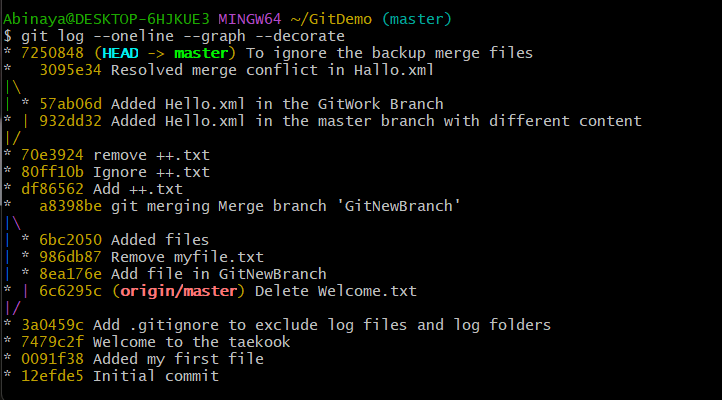 Abinaya@DESKTOP-6HJKUE3 MINGW64 ~/GitDemo (master)
$ git log --oneline --graph --decorate
* 7250848 (HEAD -> master) To ignore the backup merge files
*   3095e34 Resolved merge conflict in Hallo.xml
|\
| * 57ab06d Added Hello.xml in the GitWork Branch
* | 932dd32 Added Hello.xml in the master branch with different content
|/
* 70e3924 remove ++.txt
* 80ff10b Ignore ++.txt
* df86562 Add ++.txt
*   a8398be git merging Merge branch 'GitNewBranch'
|\
| * 6bc2050 Added files
| * 986db87 Remove myfile.txt
| * 8ea176e Add file in GitNewBranch
* | 6c6295c (origin/master) Delete Welcome.txt
|/
* 3a0459c Add .gitignore to exclude log files and log folders
* 7479c2f Welcome to the taekook
* 0091f38 Added my first file
* 12efde5 Initial commit